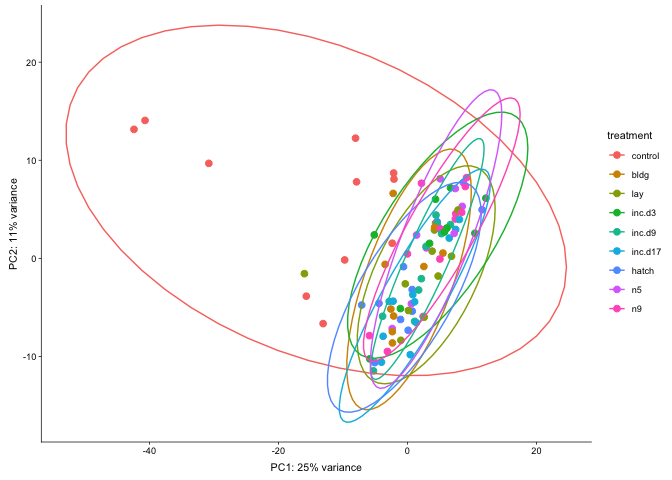 20
10
0
-10
-40
-20
0
20
PC1: 25% variance
PC2: 11% variance
treatment
control
bldg
lay
inc.d3
inc.d9
inc.d17
hatch
n5
n9